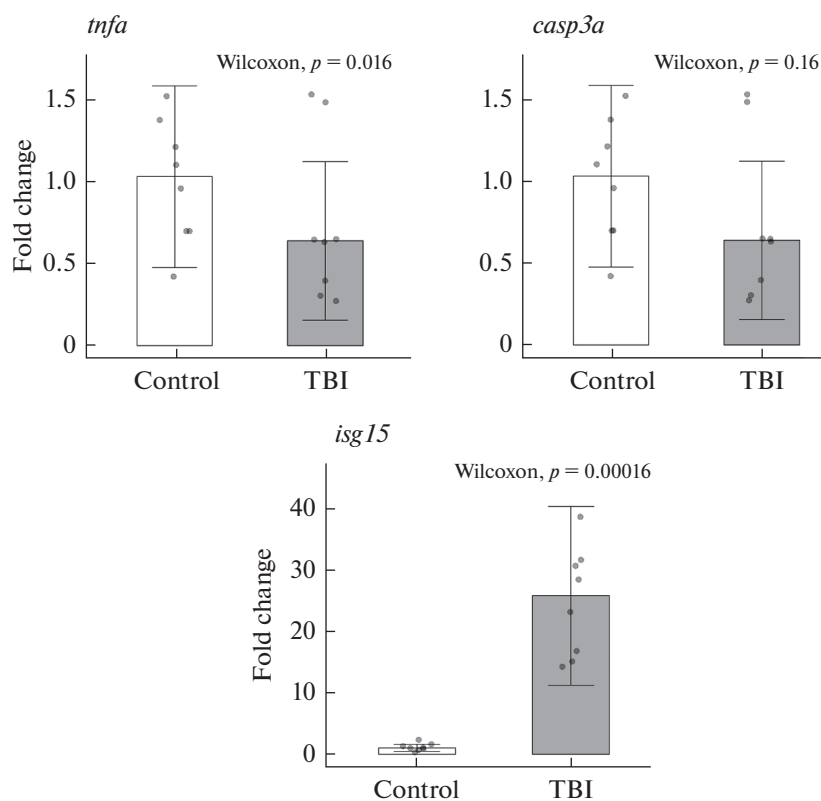 tnfa
Wilcoxon, p = 0.016
Fold change
1.5
1.0
0.5
0
Control TBI
casp3a
Wilcoxon, p = 0.16
1.5
1.0
0.5
0
Control TBI
isg15
Wilcoxon, p = 0.00016
Fold change
40
30
20
10
0
Control TBI